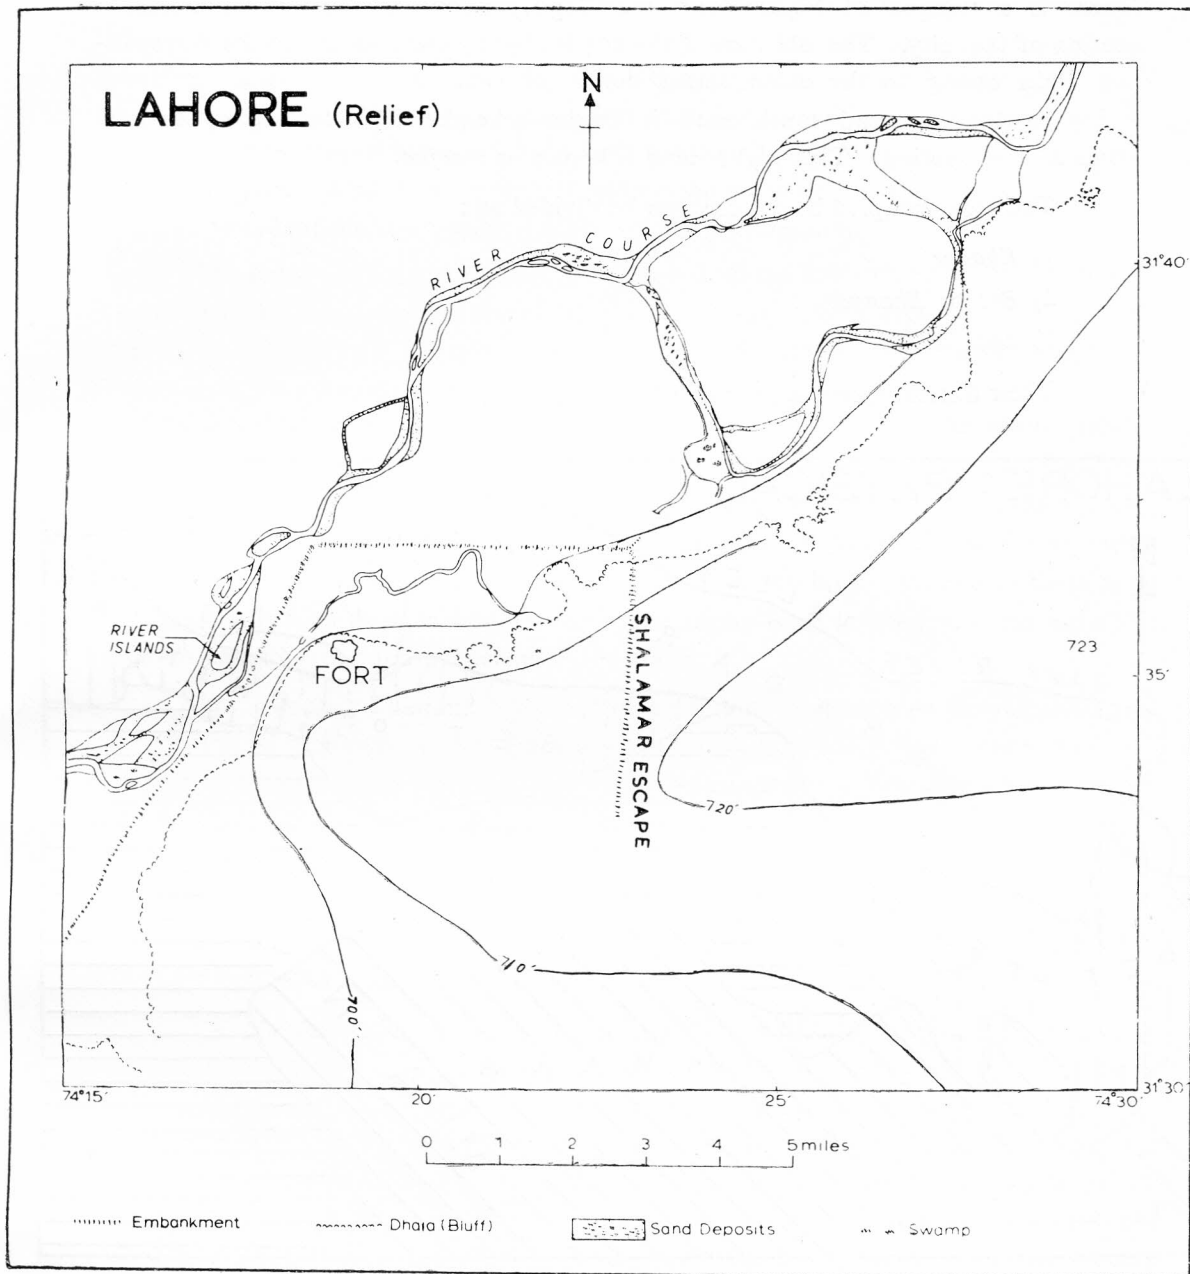 LAHORE (Relief)
N
RIVER COURSE
31°40′
RIVER
ISLANDS
FORT
SHALAMAR ESCAPE
723
35′
720′
710′
700′
31°30′
74°15′
20′
25′
74°30′
0 1 2 3 4 5 miles
Embankment
Dhaia (Bluff)
Sand Deposits
Swamp